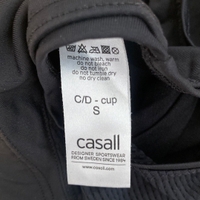 machine wash, warm
do not bleach
do not iron
do not tumble dry
no dry clean
C/D - cup
S
casall
DESIGNER SPORTSWEAR
FROM SWEDEN SINCE 1984
www.casall.com